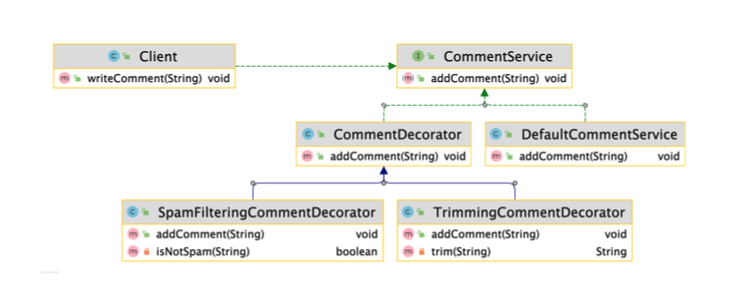 Client
writeComment(String) void
I CommentService
addComment(String) void
C CommentDecorator
m addComment(String) void
C DefaultCommentService
m addComment(String) void
C SpamFilteringCommentDecorator
m addComment(String) void
m isNotSpam(String) boolean
C TrimmingCommentDecorator
m addComment(String) void
m trim(String) String